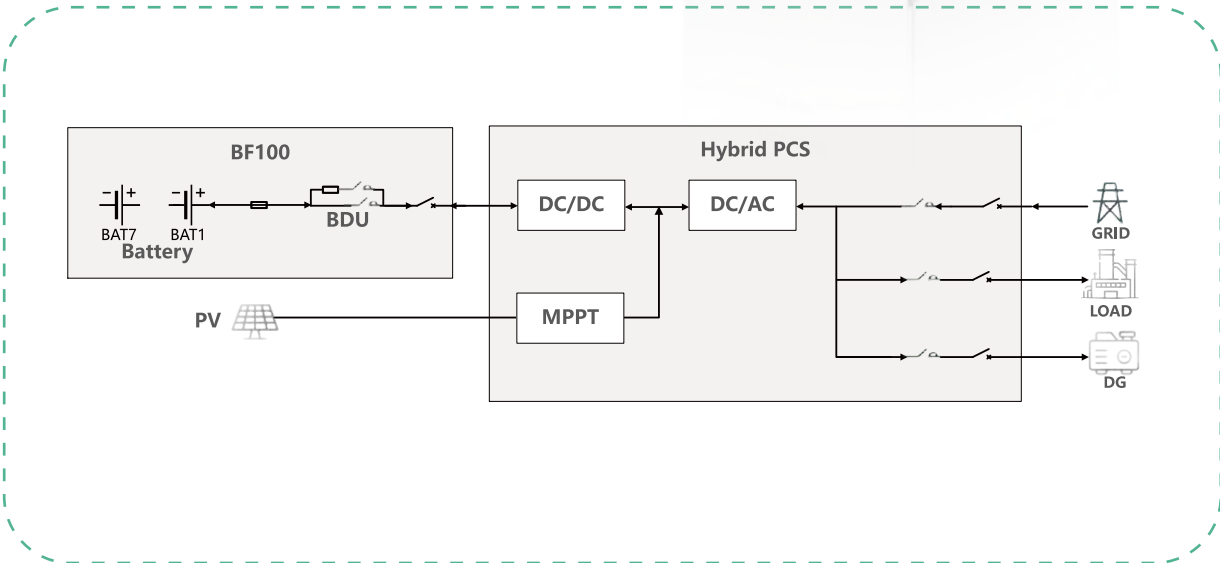 BF100
− +
− +
BAT7
BAT1
Battery
BDU
PV
Hybrid PCS
DC/DC
DC/AC
MPPT
GRID
LOAD
DG